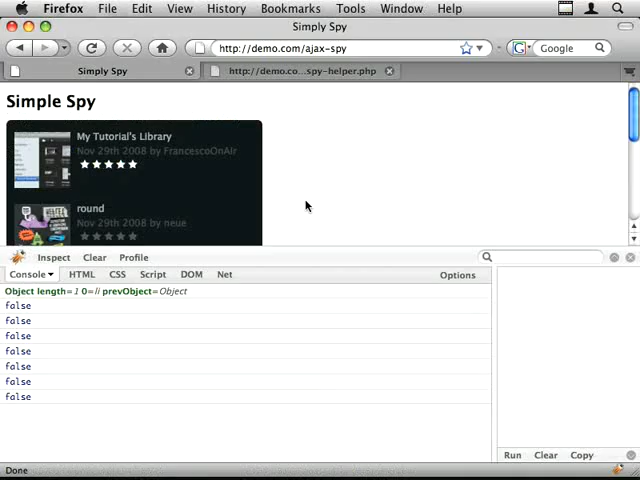 Firefox File Edit View History Bookmarks Tools Window Help
Simply Spy
http://demo.com/ajax-spy
Google
Simply Spy
http://demo.co...spy-helper.php
Simple Spy
My Tutorial's Library
Nov 29th 2008 by FrancescoOnAir
round
Nov 29th 2008 by neue
Inspect Clear Profile
Console HTML CSS Script DOM Net Options
Object length=1 0=li prevObject=Object
false
false
false
false
false
false
false
Run Clear Copy
Done